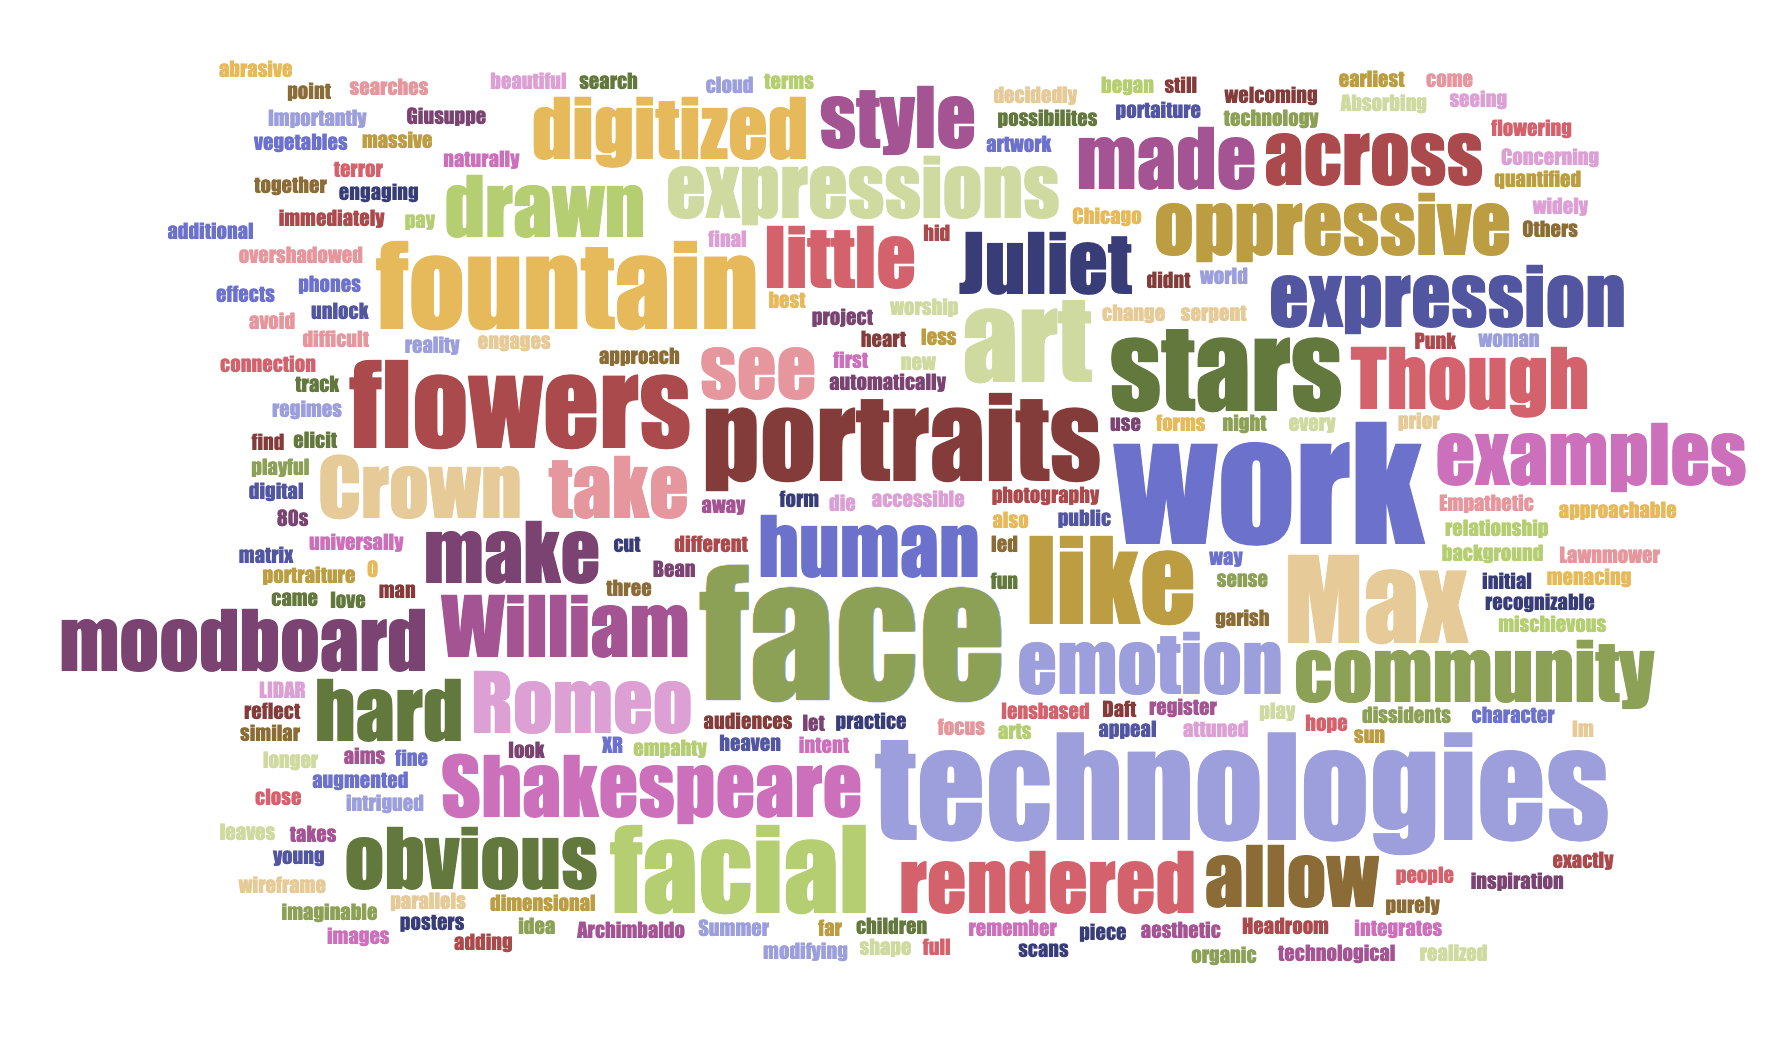 abrasive
point searches beautiful search cloud terms began still earliest come
Importantly Giusuppe digitized style decidedly possibilites portaiture welcoming technology Absorbing seeing
vegetables massive naturally artwork made across flowering
terror Concerning
together engaging drawn expressions quantified
additional immediately pay final hid Chicago oppressive widely Others
overshadowed fountain little Juliet didnt world expression
effects phones best worship change serpent
avoid unlock project art
difficult reality engages heart less Punk woman
connection approach see first new stars Though
track flowers automatically
regimes portraits use forms night every prior
find elicit work examples
playful Crown take
digital away form die accessible photography Empathetic approachable
80s also public relationship
matrix universally make cut different human led like way background Lawnmower
portraiture O man Bean three fun sense Max initial menacing
came love face garish recognizable
moodboard William mischievous
emotion community
LIDAR hard Romeo
reflect audiences let practice lensbased Daft register play dissidents character
similar focus arts appeal attuned hope sun Im
longer aims fine look XR empahty heaven intent
augmented Shakespeare technologies
close intrigued
leaves takes obvious facial rendered allow exactly
young people inspiration
wireframe parallels dimensional purely
imaginable posters idea Archimbaldo Summer far children remember piece aesthetic Headroom integrates
images adding modifying shape full scans organic technological realized